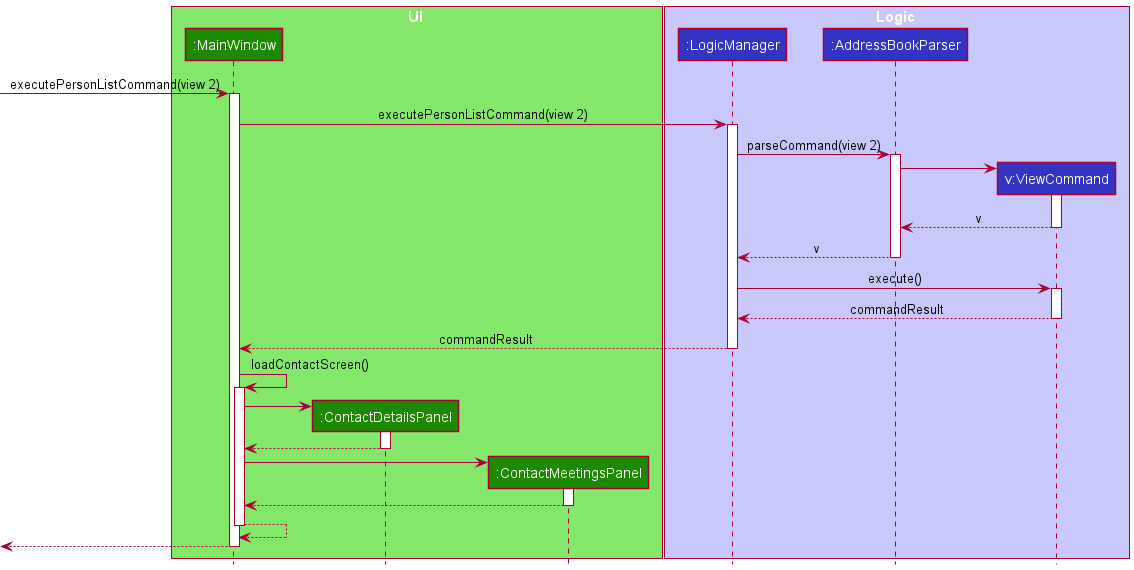 UI
Logic
:MainWindow
:LogicManager
:AddressBookParser
executePersonListCommand(view 2)
executePersonListCommand(view 2)
parseCommand(view 2)
v:ViewCommand
v
v
execute()
commandResult
commandResult
loadContactScreen()
:ContactDetailsPanel
:ContactMeetingsPanel